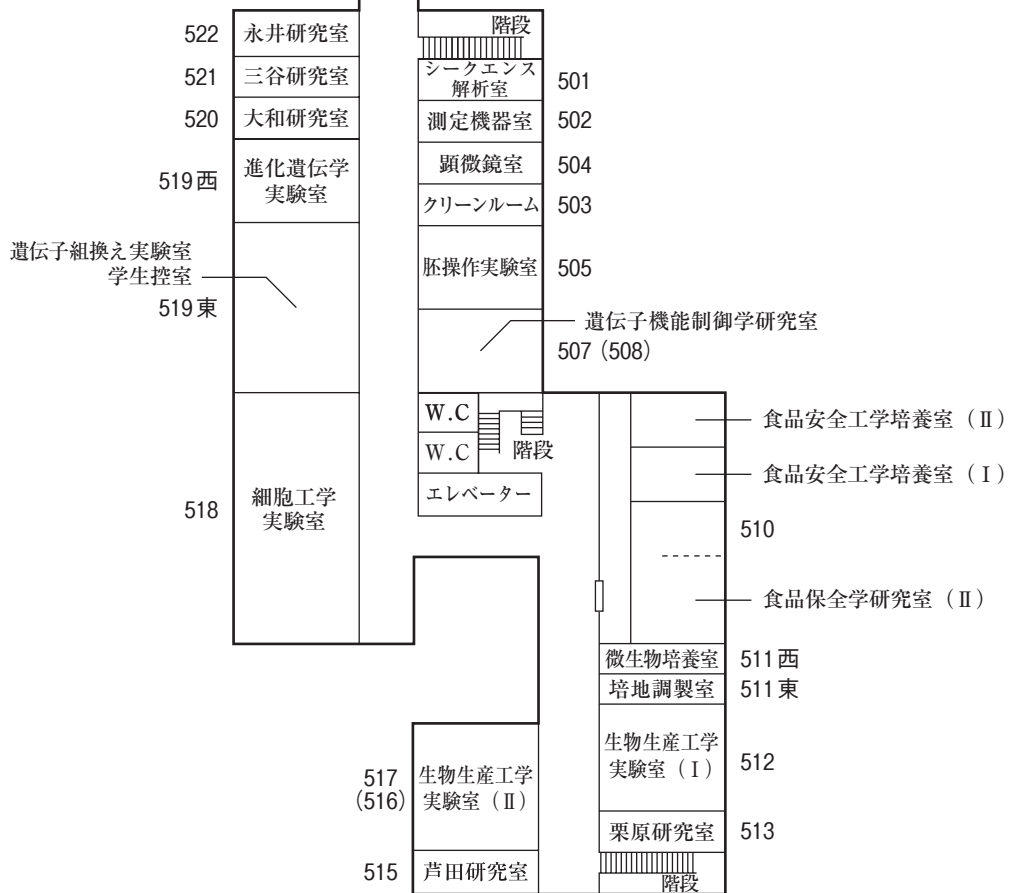 522
永井研究室
521
三谷研究室
520
大和研究室
519西
進化遺伝学
実験室
遺伝子組換え実験室
学生控室
519東
518
細胞工学
実験室
階段
シークエンス
解析室
501
測定機器室
502
顕微鏡室
504
クリーンルーム
503
胚操作実験室
505
遺伝子機能制御学研究室
507（508）
W.C
W.C
階段
エレベーター
食品安全工学培養室（Ⅱ）
食品安全工学培養室（Ⅰ）
510
食品保全学研究室（Ⅱ）
微生物培養室
511西
培地調製室
511東
生物生産工学
実験室（Ⅰ）
512
栗原研究室
513
階段
517
(516)
生物生産工学
実験室（Ⅱ）
515
芦田研究室